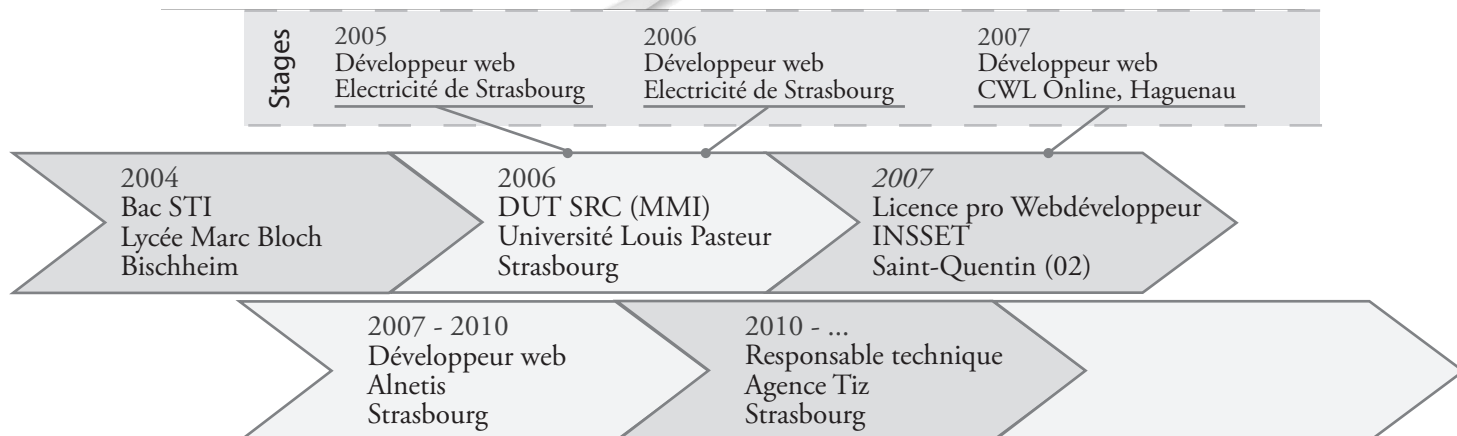 Stages
2005
Développeur web
Electricité de Strasbourg
2006
Développeur web
Electricité de Strasbourg
2007
Développeur web
CWL Online, Haguenau
2004
Bac STI
Lycée Marc Bloch
Bischheim
2006
DUT SRC (MMI)
Université Louis Pasteur
Strasbourg
2007
Licence pro Webdéveloppeur
INSSET
Saint-Quentin (02)
2007 - 2010
Développeur web
Alnetis
Strasbourg
2010 - ...
Responsable technique
Agence Tiz
Strasbourg